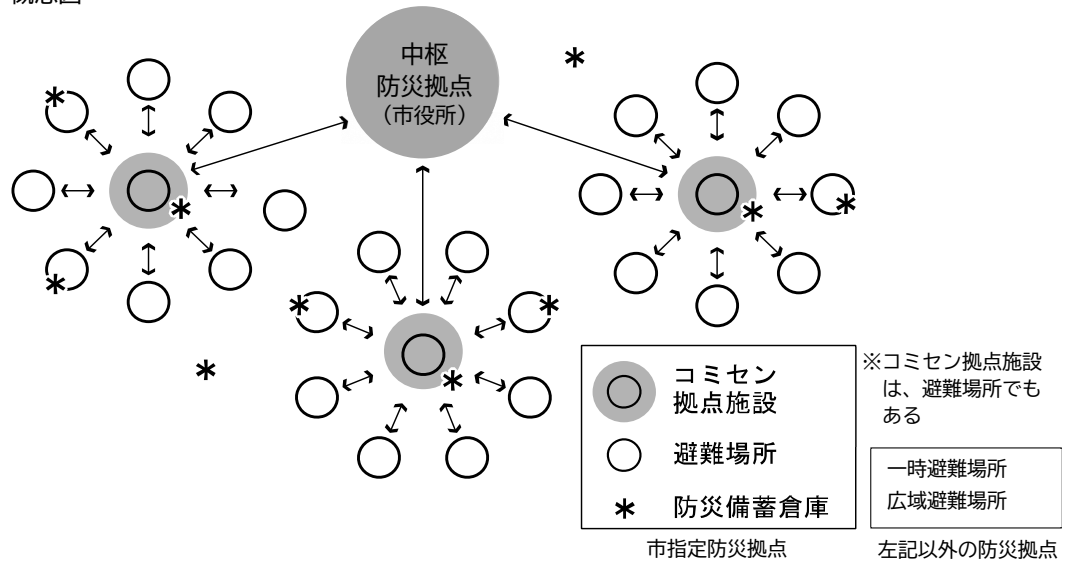 中枢
防災拠点
（市役所）
コミセン
拠点施設
避難場所
防災備蓄倉庫
市指定防災拠点
※コミセン拠点施設
は、避難場所でも
ある
一時避難場所
広域避難場所
左記以外の防災拠点